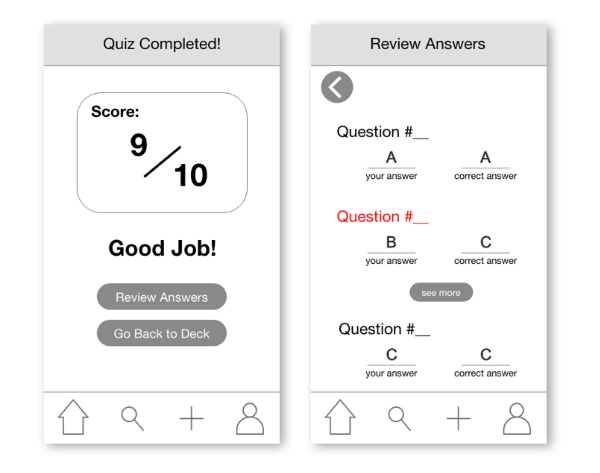 Quiz Completed!
Score:
9/10
Good Job!
Review Answers
Go Back to Deck
Review Answers
Question #__
A A
your answer correct answer
Question #__
B C
your answer correct answer
see more
Question #__
C C
your answer correct answer